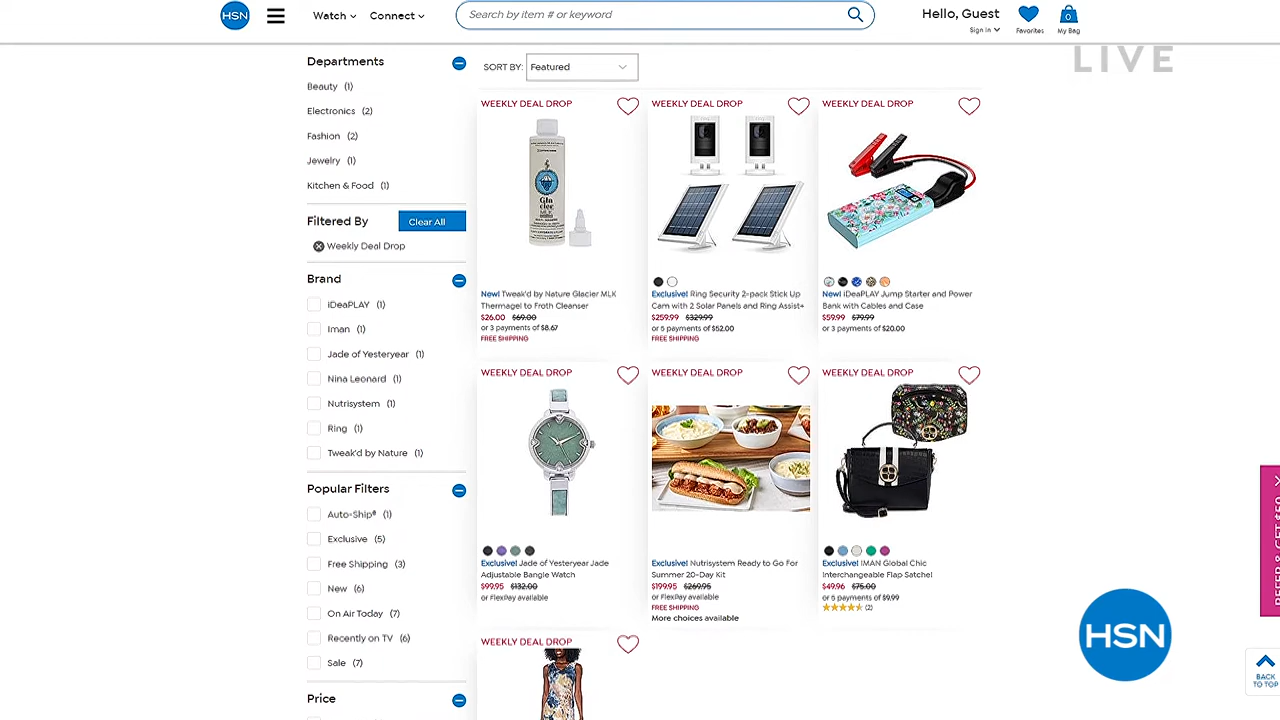 HSN
Watch
Connect
Search by item # or keyword
Hello, Guest
Sign In
Favorites
0
My Bag
LIVE
Departments
Beauty (1)
Electronics (2)
Fashion (2)
Jewelry (1)
Kitchen & Food (1)
Filtered By
Clear All
Weekly Deal Drop
Brand
iDeaPLAY (1)
Iman (1)
Jade of Yesteryear (1)
Nina Leonard (1)
Nutrisystem (1)
Ring (1)
Tweak'd by Nature (1)
Popular Filters
Auto-Ship® (1)
Exclusive (5)
Free Shipping (3)
New (6)
On Air Today (7)
Recently on TV (6)
Sale (7)
Price
SORT BY: Featured
WEEKLY DEAL DROP
Glacier
MLK
New! Tweak'd by Nature Glacier MLK
Thermagel to Froth Cleanser
$26.00 $69.00
or 3 payments of $8.67
FREE SHIPPING
WEEKLY DEAL DROP
Exclusive! Ring Security 2-pack Stick Up
Cam with 2 Solar Panels and Ring Assist+
$259.99 $329.99
or 5 payments of $52.00
FREE SHIPPING
WEEKLY DEAL DROP
New! iDeaPLAY Jump Starter and Power
Bank with Cables and Case
$59.99 $79.99
or 3 payments of $20.00
WEEKLY DEAL DROP
Exclusive! Jade of Yesteryear Jade
Adjustable Bangle Watch
$99.95 $132.00
or FlexPay available
WEEKLY DEAL DROP
Exclusive! Nutrisystem Ready to Go For
Summer 20-Day Kit
$199.95 $269.95
or FlexPay available
FREE SHIPPING
More choices available
WEEKLY DEAL DROP
Exclusive! IMAN Global Chic
Interchangeable Flap Satchel
$49.96 $75.00
or 5 payments of $9.99
(2)
WEEKLY DEAL DROP
REFER & GET $50
HSN
BACK
TO TOP